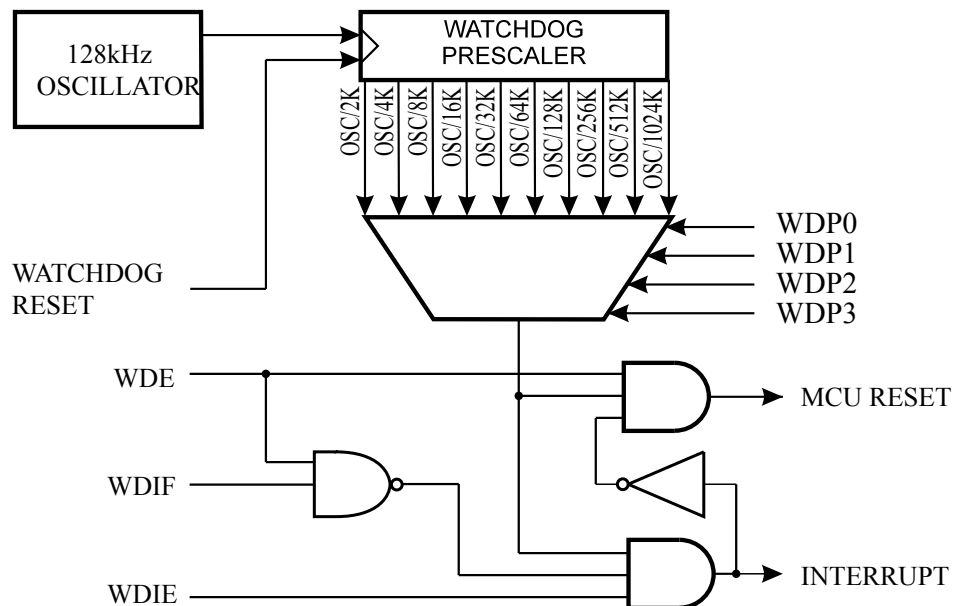 128kHz
OSCILLATOR
WATCHDOG
PRESCALER
OSC/2K
OSC/4K
OSC/8K
OSC/16K
OSC/32K
OSC/64K
OSC/128K
OSC/256K
OSC/512K
OSC/1024K
WDP0
WDP1
WDP2
WDP3
WATCHDOG
RESET
WDE
MCU RESET
WDIF
WDIE
INTERRUPT